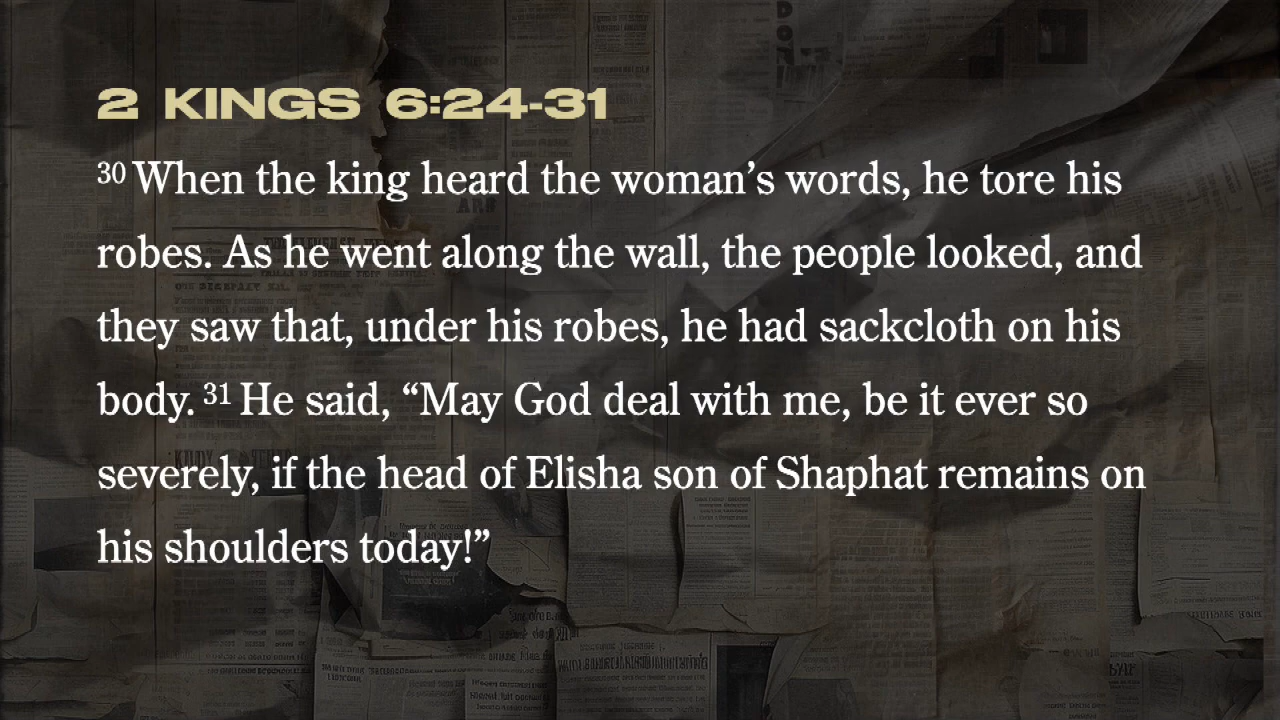 2 KINGS 6:24-31
30 When the king heard the woman’s words, he tore his
robes. As he went along the wall, the people looked, and
they saw that, under his robes, he had sackcloth on his
body. 31 He said, “May God deal with me, be it ever so
severely, if the head of Elisha son of Shaphat remains on
his shoulders today!”